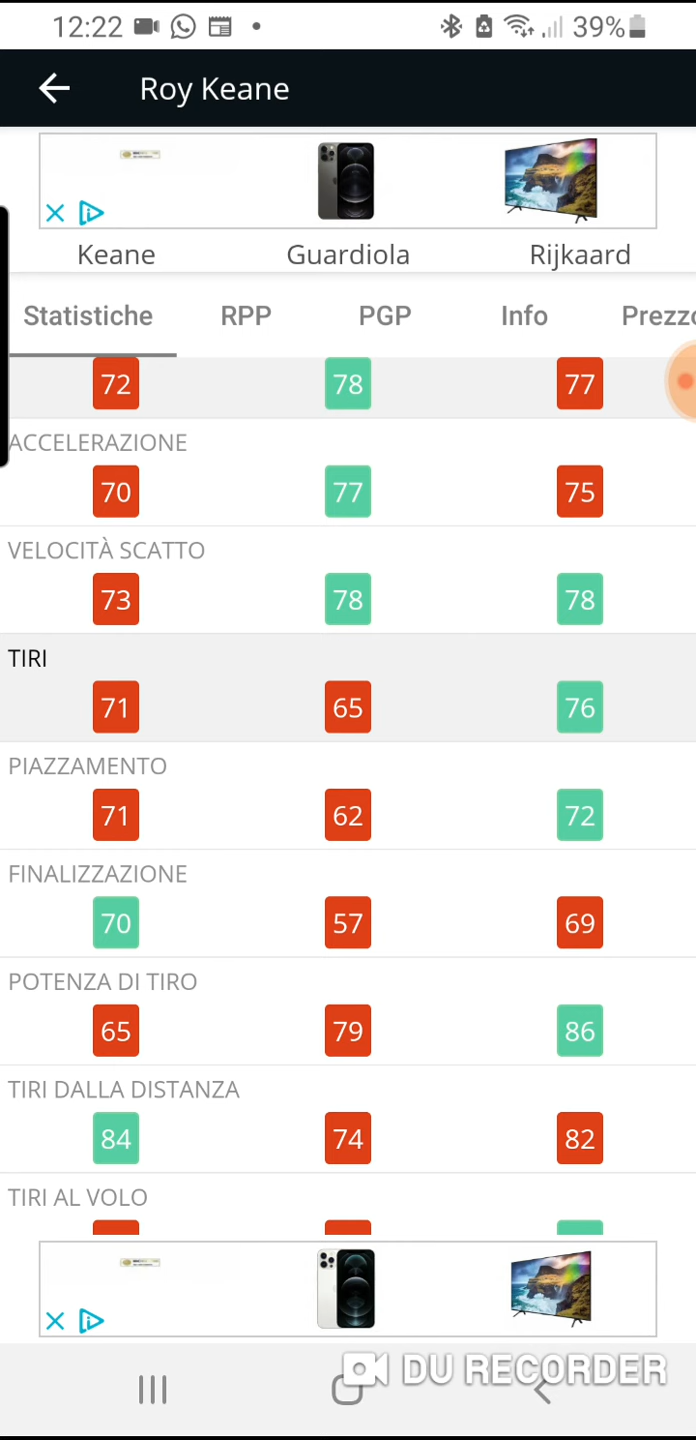 12:22 39%
Roy Keane
Keane Guardiola Rijkaard
Statistiche RPP PGP Info Prezzo
72 78 77
ACCELERAZIONE
70 77 75
VELOCITÀ SCATTO
73 78 78
TIRI
71 65 76
PIAZZAMENTO
71 62 72
FINALIZZAZIONE
70 57 69
POTENZA DI TIRO
65 79 86
TIRI DALLA DISTANZA
84 74 82
TIRI AL VOLO
DU RECORDER